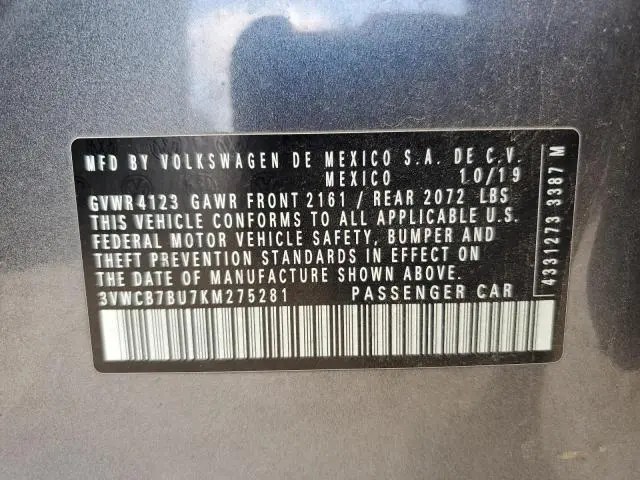 MFD BY VOLKSWAGEN DE MEXICO S.A. DE C.V.
MEXICO 10/19
GVWR 4123 GAWR FRONT 2161 / REAR 2072 LBS
THIS VEHICLE CONFORMS TO ALL APPLICABLE U.S.
FEDERAL MOTOR VEHICLE SAFETY, BUMPER AND
THEFT PREVENTION STANDARDS IN EFFECT ON
THE DATE OF MANUFACTURE SHOWN ABOVE.
3VWCB7BU7KM275281 PASSENGER CAR
4331273 3387 M